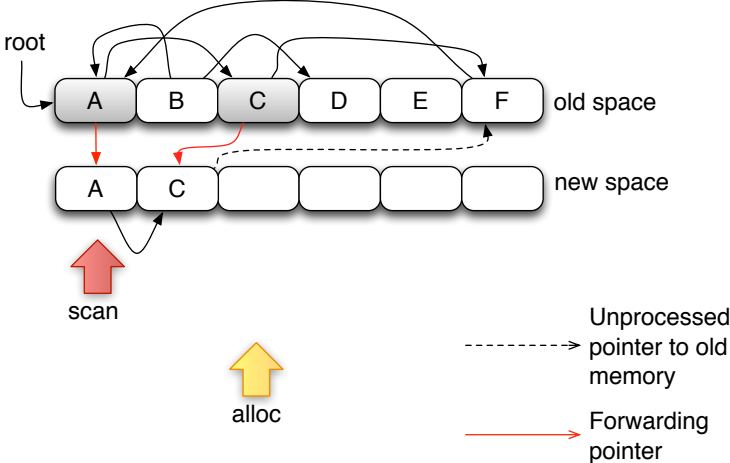 root
A B C D E F
old space
A C
new space
scan
alloc
Unprocessed
pointer to old
memory
Forwarding
pointer